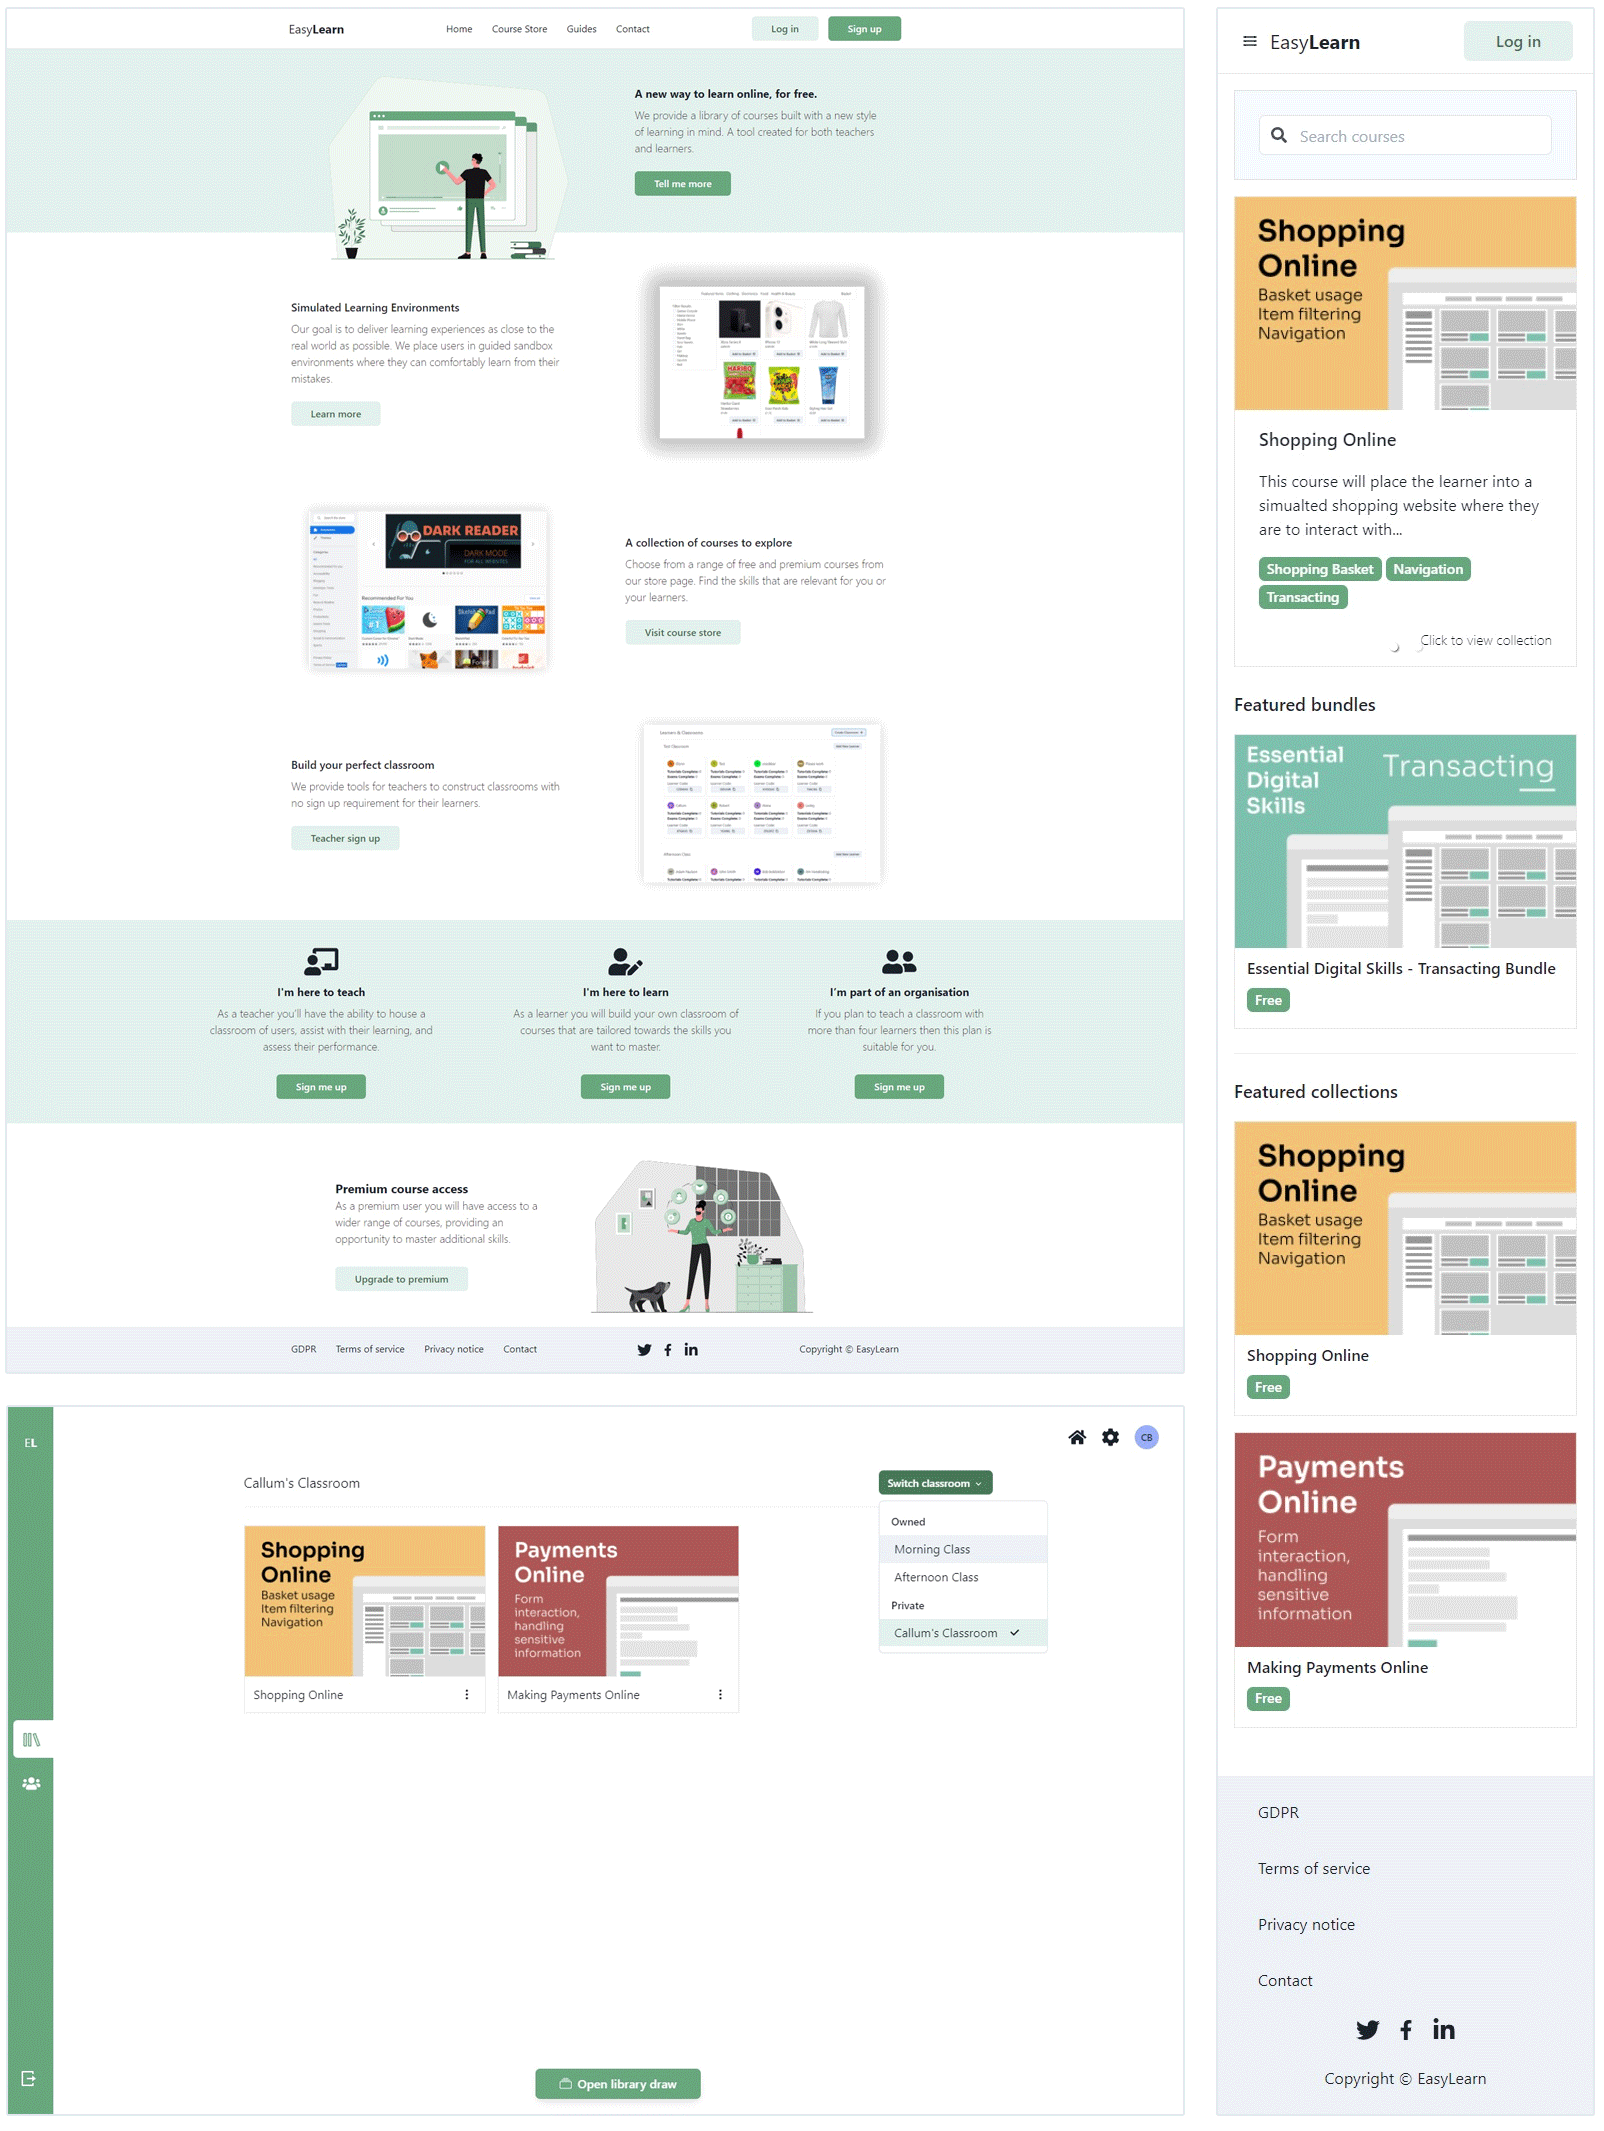 EasyLearn
Home Course Store Guides Contact
Log in Sign up
A new way to learn online, for free.
We provide a library of courses built with a new style
of learning in mind. A tool created for both teachers
and learners.
Tell me more
Simulated Learning Environments
Our goal is to deliver learning experiences as close to the
real world as possible. We place users in guided sandbox
environments where they can comfortably learn from their
mistakes.
Learn more
DARK READER
DARK MODE
FOR ALL WEBSITES
Recommended For You
A collection of courses to explore
Choose from a range of free and premium courses from
our store page. Find the skills that are relevant for you or
your learners.
Visit course store
Build your perfect classroom
We provide tools for teachers to construct classrooms with
no sign up requirement for their learners.
Teacher sign up
Learners & Classrooms
I'm here to teach
As a teacher you'll have the ability to house a
classroom of users, assist with their learning, and
assess their performance.
Sign me up
I'm here to learn
As a learner you will build your own classroom of
courses that are tailored towards the skills you
want to master.
Sign me up
I'm part of an organisation
If you plan to teach a classroom with
more than four learners then this plan is
suitable for you.
Sign me up
Premium course access
As a premium user you will have access to a
wider range of courses, providing an
opportunity to master additional skills.
Upgrade to premium
GDPR Terms of service Privacy notice Contact
Copyright © EasyLearn
EL
CB
Callum's Classroom
Switch classroom
Owned
Morning Class
Afternoon Class
Private
Callum's Classroom
Shopping
Online
Basket usage
Item filtering
Navigation
Shopping Online
Payments
Online
Form
interaction,
handling
sensitive
information
Making Payments Online
Open library draw
EasyLearn
Log in
Search courses
Shopping
Online
Basket usage
Item filtering
Navigation
Shopping Online
This course will place the learner into a
simualted shopping website where they
are to interact with...
Shopping Basket Navigation
Transacting
Click to view collection
Featured bundles
Essential
Digital
Skills
Transacting
Essential Digital Skills - Transacting Bundle
Free
Featured collections
Shopping
Online
Basket usage
Item filtering
Navigation
Shopping Online
Free
Payments
Online
Form
interaction,
handling
sensitive
information
Making Payments Online
Free
GDPR
Terms of service
Privacy notice
Contact
Copyright © EasyLearn